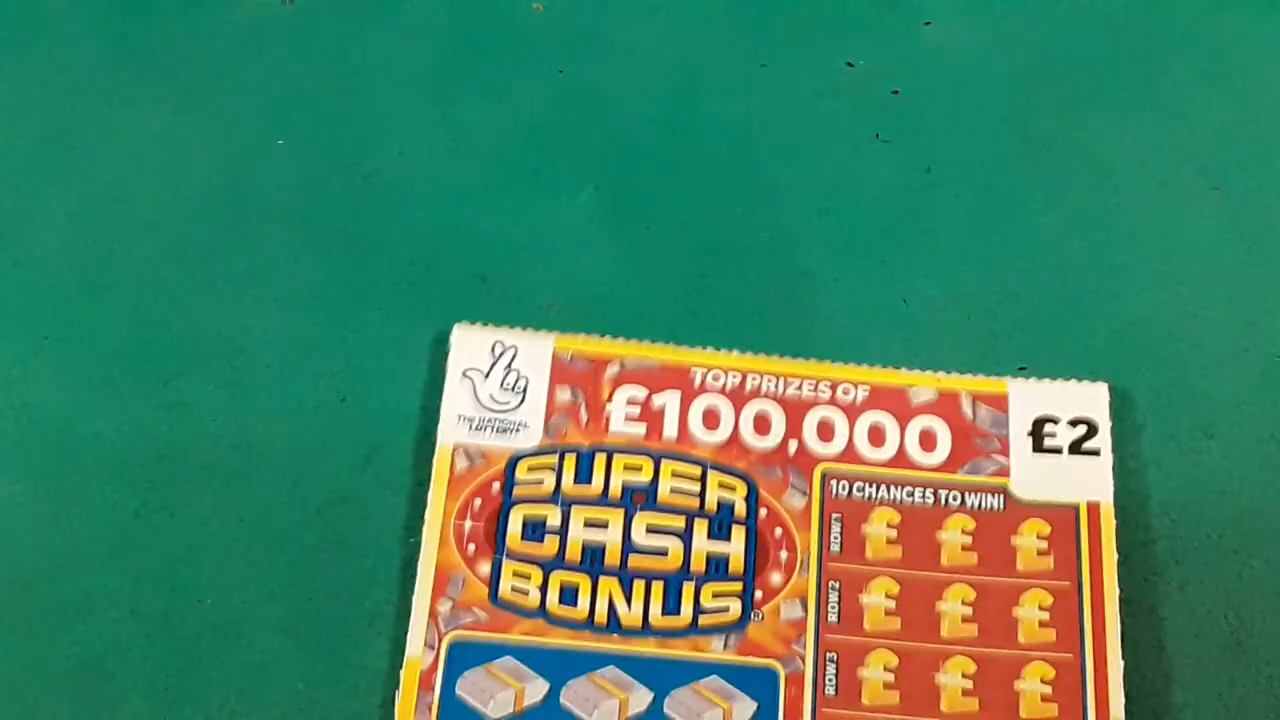 THE NATIONAL
LOTTERY®
TOP PRIZES OF
£100,000
£2
SUPER
CASH
BONUS®
10 CHANCES TO WIN!
ROW 1
£ £ £
ROW 2
£ £ £
ROW 3
£ £ £